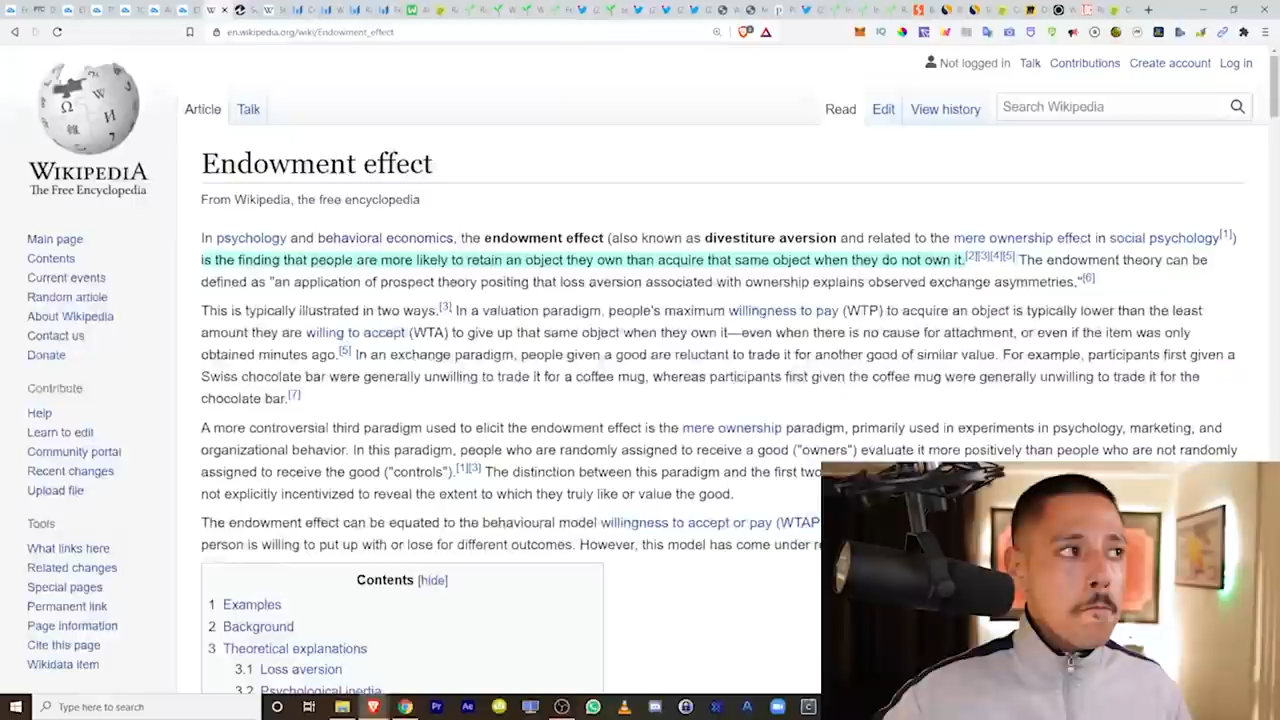 en.wikipedia.org/wiki/Endowment_effect
Not logged in Talk Contributions Create account Log in
Article Talk Read Edit View history Search Wikipedia
WIKIPEDIA
The Free Encyclopedia
Endowment effect
From Wikipedia, the free encyclopedia
Main page
Contents
Current events
Random article
About Wikipedia
Contact us
Donate
Contribute
Help
Learn to edit
Community portal
Recent changes
Upload file
Tools
What links here
Related changes
Special pages
Permanent link
Page information
Cite this page
Wikidata item
In psychology and behavioral economics, the endowment effect (also known as divestiture aversion and related to the mere ownership effect in social psychology[1])
is the finding that people are more likely to retain an object they own than acquire that same object when they do not own it.[2][3][4][5] The endowment theory can be
defined as "an application of prospect theory positing that loss aversion associated with ownership explains observed exchange asymmetries."[6]
This is typically illustrated in two ways.[3] In a valuation paradigm, people's maximum willingness to pay (WTP) to acquire an object is typically lower than the least
amount they are willing to accept (WTA) to give up that same object when they own it—even when there is no cause for attachment, or even if the item was only
obtained minutes ago.[5] In an exchange paradigm, people given a good are reluctant to trade it for another good of similar value. For example, participants first given a
Swiss chocolate bar were generally unwilling to trade it for a coffee mug, whereas participants first given the coffee mug were generally unwilling to trade it for the
chocolate bar.[7]
A more controversial third paradigm used to elicit the endowment effect is the mere ownership paradigm, primarily used in experiments in psychology, marketing, and
organizational behavior. In this paradigm, people who are randomly assigned to receive a good ("owners") evaluate it more positively than people who are not randomly
assigned to receive the good ("controls").[1][3] The distinction between this paradigm and the first two
not explicitly incentivized to reveal the extent to which they truly like or value the good.
The endowment effect can be equated to the behavioural model willingness to accept or pay (WTAP
person is willing to put up with or lose for different outcomes. However, this model has come under
Contents [hide]
1 Examples
2 Background
3 Theoretical explanations
3.1 Loss aversion
3.2 Psychological inertia
Type here to search